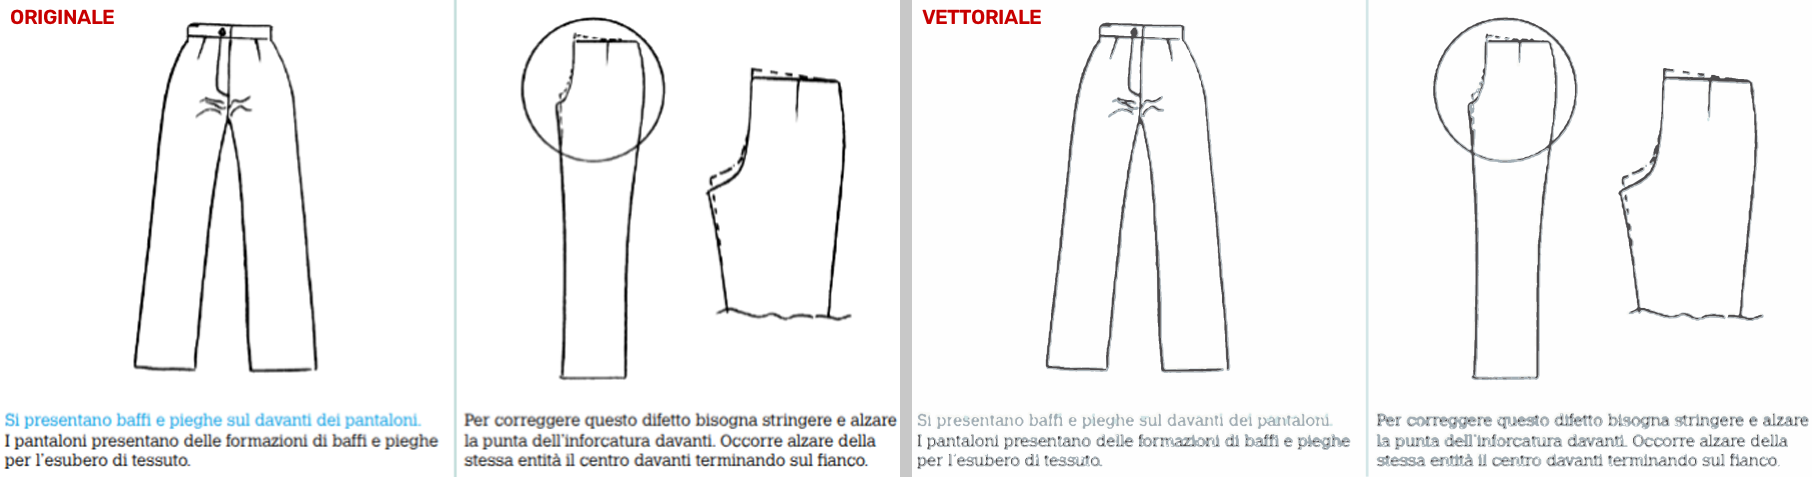 ORIGINALE
Si presentano baffi e pieghe sul davanti dei pantaloni.
I pantaloni presentano delle formazioni di baffi e pieghe
per l'esubero di tessuto.
Per correggere questo difetto bisogna stringere e alzare
la punta dell'inforcatura davanti. Occorre alzare della
stessa entità il centro davanti terminando sul fianco.
VETTORIALE
Si presentano baffi e pieghe sul davanti dei pantaloni.
I pantaloni presentano delle formazioni di baffi e pieghe
per l'esubero di tessuto.
Per correggere questo difetto bisogna stringere e alzare
la punta dell'inforcatura davanti. Occorre alzare della
stessa entità il centro davanti terminando sul fianco.